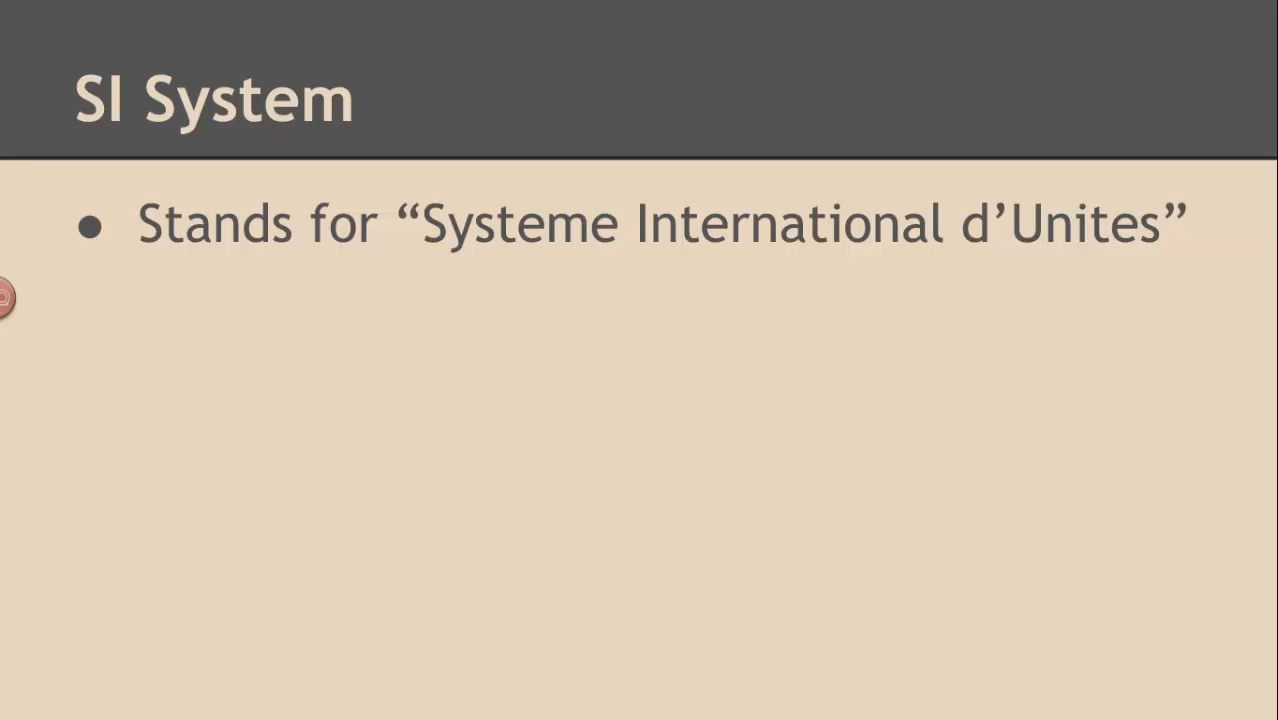 SI System
● Stands for “Systeme International d’Unites”